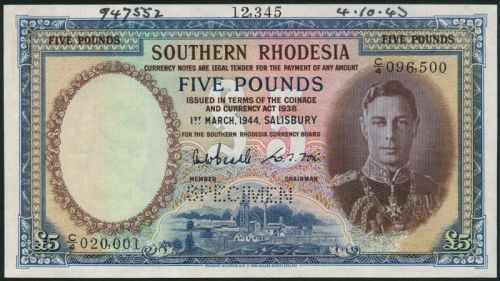 947552 12,345 4.10.43
FIVE POUNDS FIVE POUNDS
SOUTHERN RHODESIA
CURRENCY NOTES ARE LEGAL TENDER FOR THE PAYMENT OF ANY AMOUNT
C/4 096,500
FIVE POUNDS
ISSUED IN TERMS OF THE COINAGE
AND CURRENCY ACT 1938
1ST MARCH, 1944, SALISBURY
FOR THE SOUTHERN RHODESIA CURRENCY BOARD
MEMBER CHAIRMAN
SPECIMEN
£5 C/4 020,001 £5